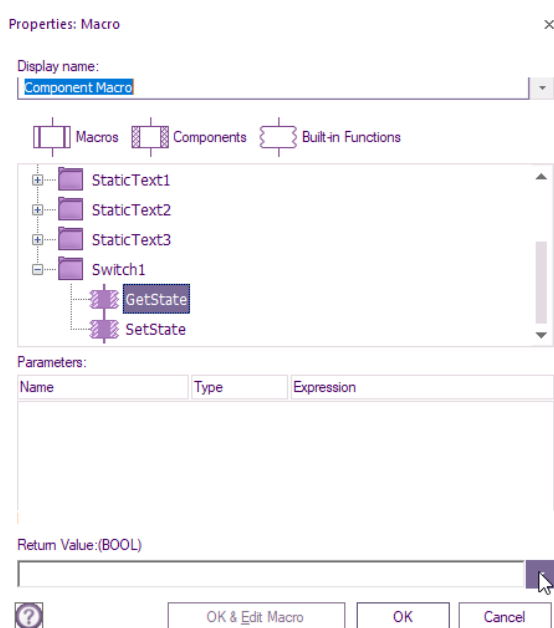 Properties: Macro
Display name:
Component Macro
Macros Components Built-in Functions
StaticText1
StaticText2
StaticText3
Switch1
GetState
SetState
Parameters:
Name Type Expression
Return Value:(BOOL)
? OK & Edit Macro OK Cancel